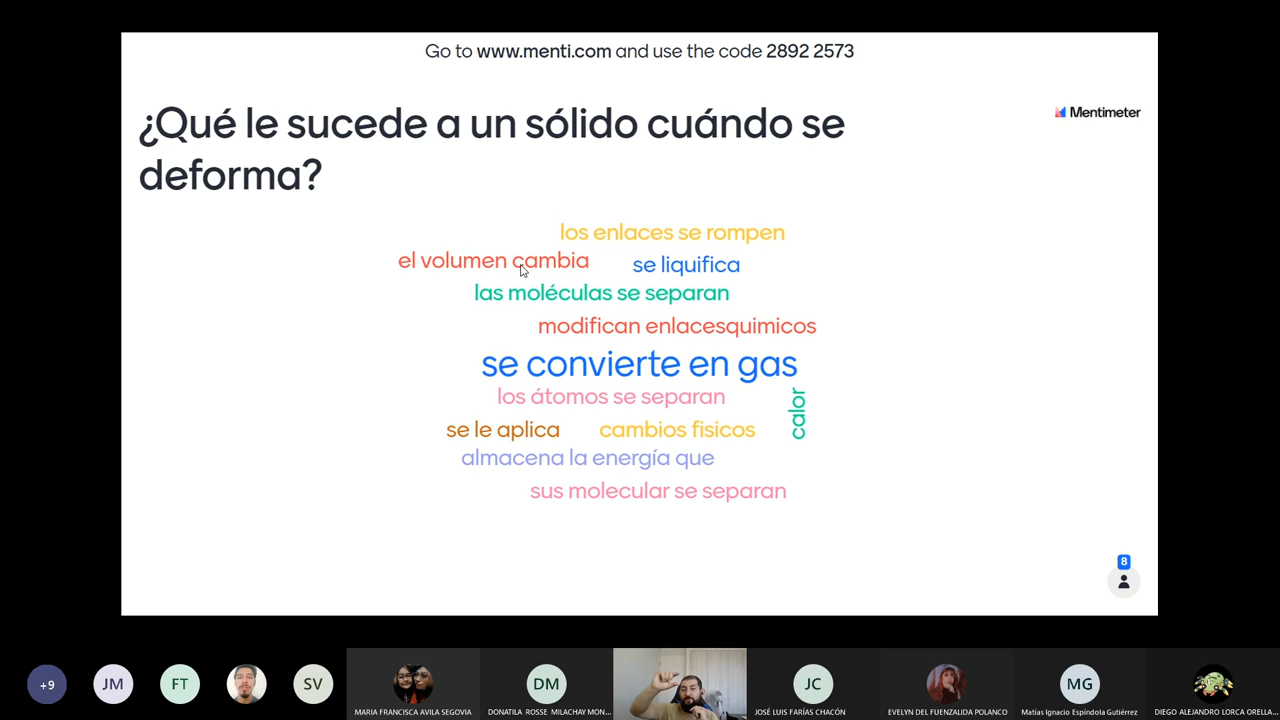 Go to www.menti.com and use the code 2892 2573
Mentimeter
¿Qué le sucede a un sólido cuándo se
deforma?
los enlaces se rompen
el volumen cambia
se liquifica
las moléculas se separan
modifican enlacesquimicos
se convierte en gas
los átomos se separan
calor
se le aplica
cambios fisicos
almacena la energía que
sus molecular se separan
8
+9
JM
FT
SV
MARIA FRANCISCA AVILA SEGOVIA
DM
DONATILA ROSSE MILACHAY MON...
JC
JOSÉ LUIS FARÍAS CHACÓN
EVELYN DEL FUENZALIDA POLANCO
MG
Matías Ignacio Espíndola Gutiérrez
DIEGO ALEJANDRO LORCA ORELLA...